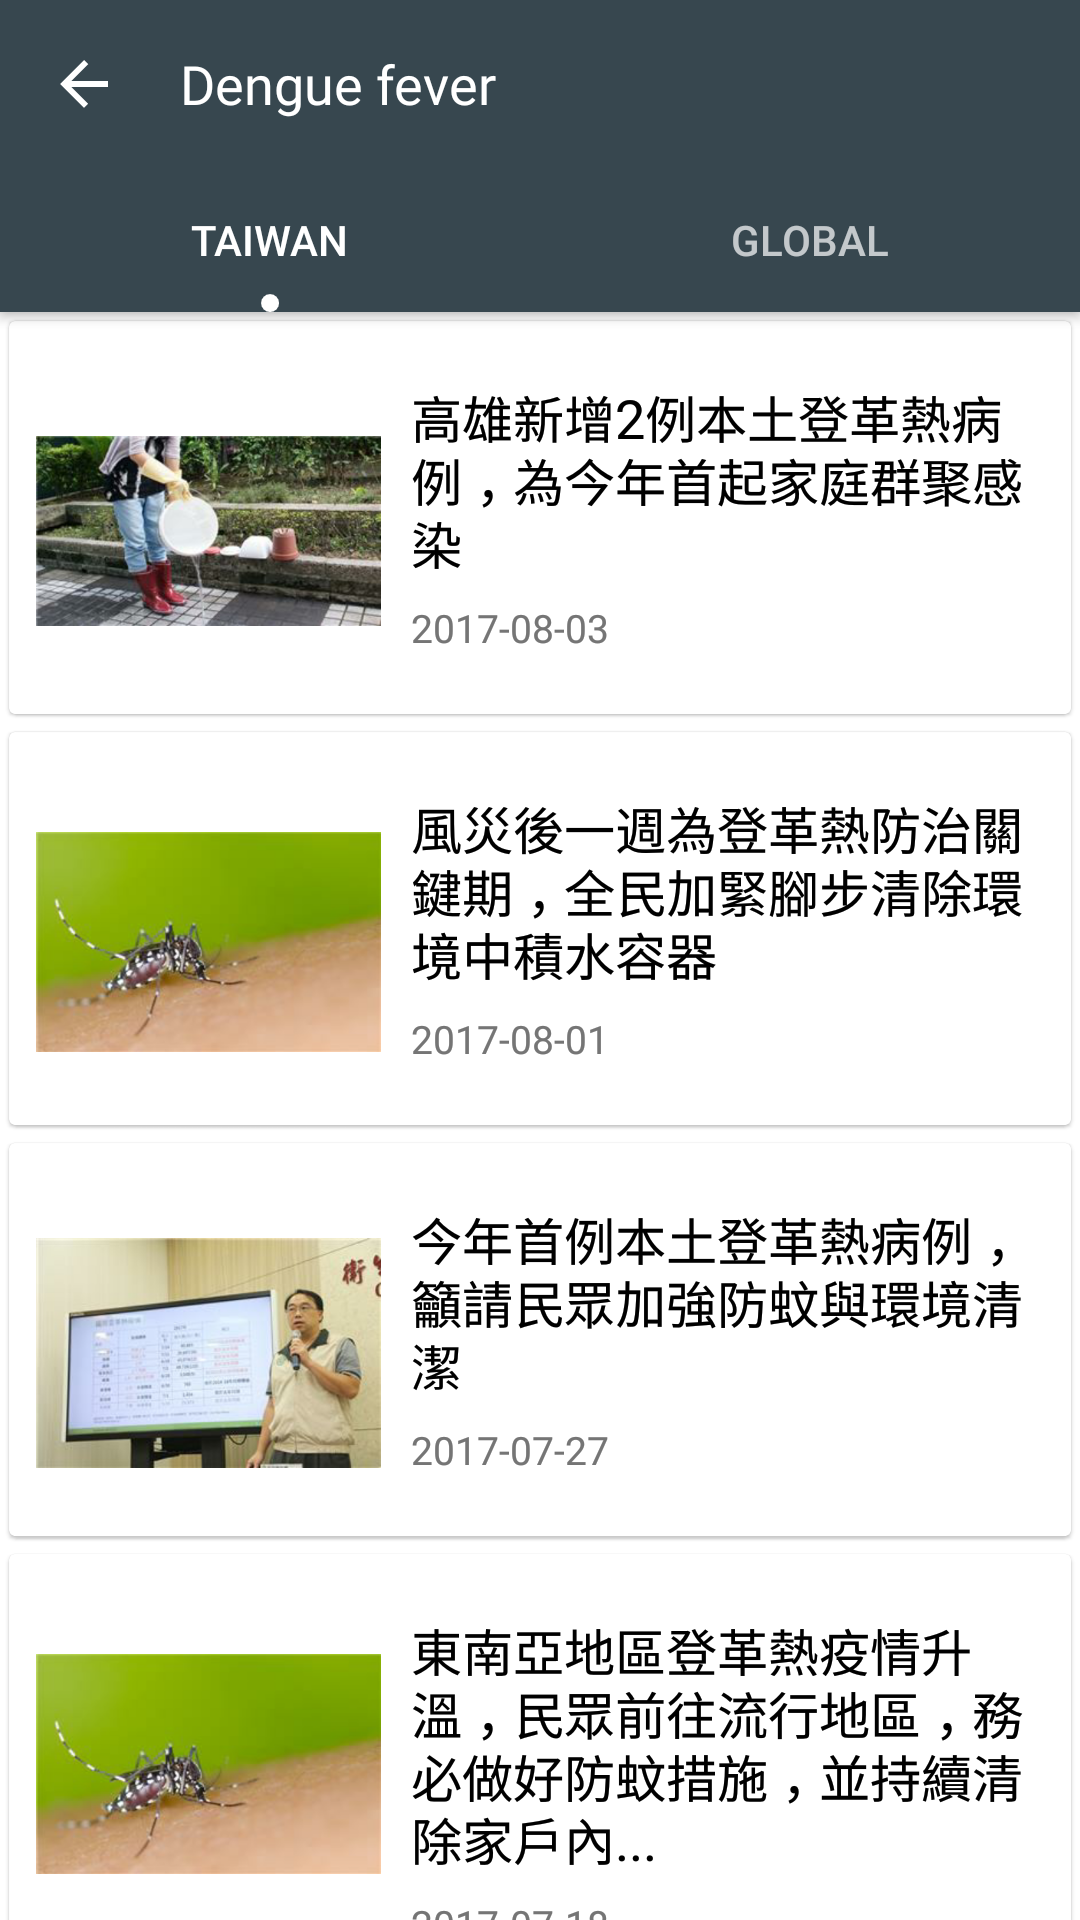 Dengue fever
TAIWAN
GLOBAL
高雄新增2例本土登革熱病
例，為今年首起家庭群聚感
染
2017-08-03
風災後一週為登革熱防治關
鍵期，全民加緊腳步清除環
境中積水容器
2017-08-01
今年首例本土登革熱病例，
籲請民眾加強防蚊與環境清
潔
2017-07-27
東南亞地區登革熱疫情升
溫，民眾前往流行地區，務
必做好防蚊措施，並持續清
除家戶內...